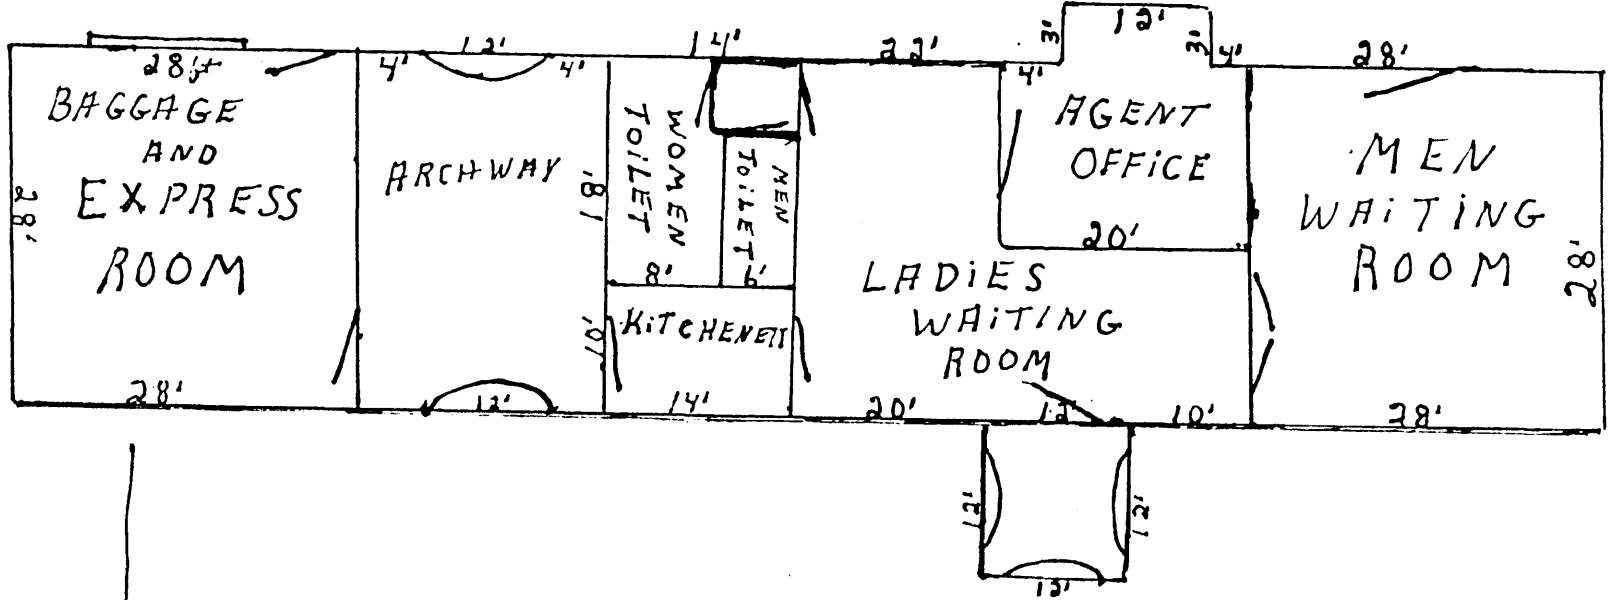 28'
BAGGAGE
AND
EXPRESS
ROOM
28'
28'
4'
12'
4'
ARCHWAY
12'
18'
10'
14'
WOMEN
TOILET
MEN
TOILET
8'
6'
KITCHENETT
14'
22'
LADIES
WAITING
ROOM
20'
12'
10'
4'
3'
12'
3'
4'
AGENT
OFFICE
20'
28'
MEN
WAITING
ROOM
28'
28'
12'
12'
12'